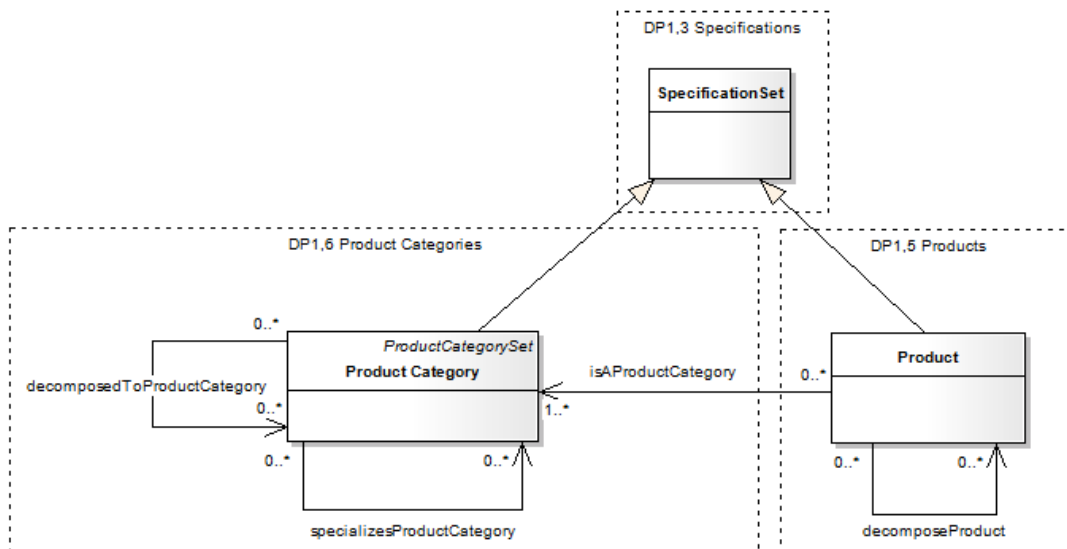 DP1,3 Specifications
SpecificationSet
DP1,6 Product Categories
DP1,5 Products
0..*
ProductCategorySet
Product Category
decomposedToProductCategory
0..*
isAProductCategory
0..*
1..*
Product
0..*
0..*
specializesProductCategory
0..*
0..*
decomposeProduct